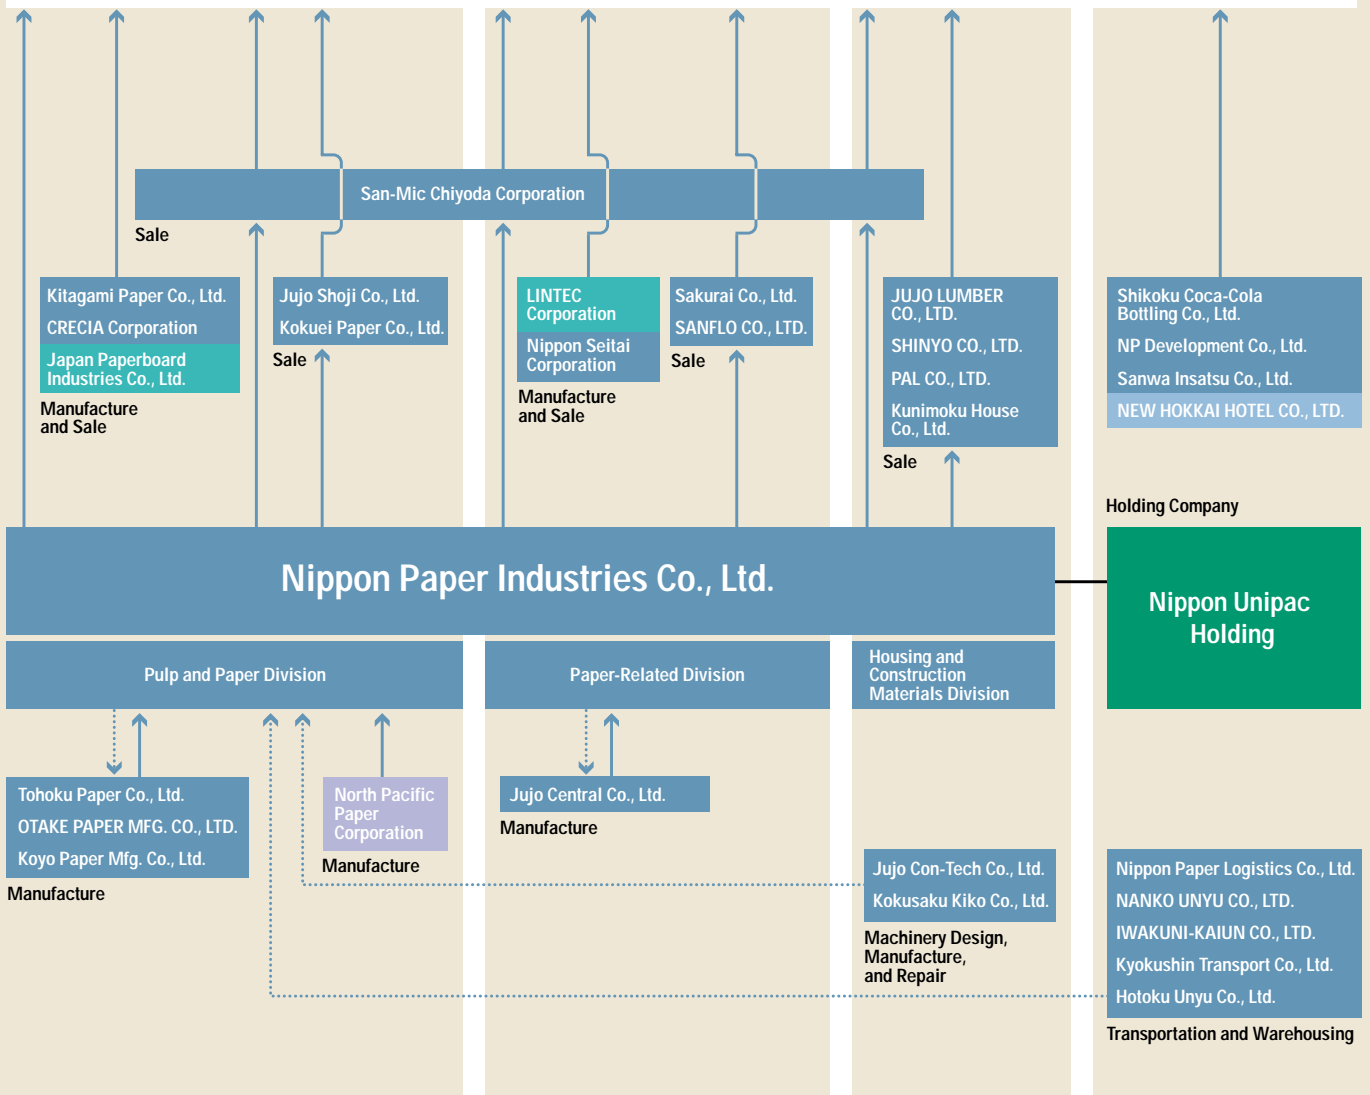 San-Mic Chiyoda Corporation
Sale
Kitagami Paper Co., Ltd.
CRECIA Corporation
Japan Paperboard
Industries Co., Ltd.
Manufacture
and Sale
Jujo Shoji Co., Ltd.
Kokuei Paper Co., Ltd.
Sale
LINTEC
Corporation
Nippon Seitai
Corporation
Manufacture
and Sale
Sakurai Co., Ltd.
SANFLO CO., LTD.
Sale
JUJO LUMBER
CO., LTD.
SHINYO CO., LTD.
PAL CO., LTD.
Kunimoku House
Co., Ltd.
Sale
Shikoku Coca-Cola
Bottling Co., Ltd.
NP Development Co., Ltd.
Sanwa Insatsu Co., Ltd.
NEW HOKKAI HOTEL CO., LTD.
Holding Company
Nippon Paper Industries Co., Ltd.
Nippon Unipac
Holding
Pulp and Paper Division
Paper-Related Division
Housing and
Construction
Materials Division
Tohoku Paper Co., Ltd.
OTAKE PAPER MFG. CO., LTD.
Koyo Paper Mfg. Co., Ltd.
Manufacture
North Pacific
Paper
Corporation
Manufacture
Jujo Central Co., Ltd.
Manufacture
Jujo Con-Tech Co., Ltd.
Kokusaku Kiko Co., Ltd.
Machinery Design,
Manufacture,
and Repair
Nippon Paper Logistics Co., Ltd.
NANKO UNYU CO., LTD.
IWAKUNI-KAIUN CO., LTD.
Kyokushin Transport Co., Ltd.
Hotoku Unyu Co., Ltd.
Transportation and Warehousing